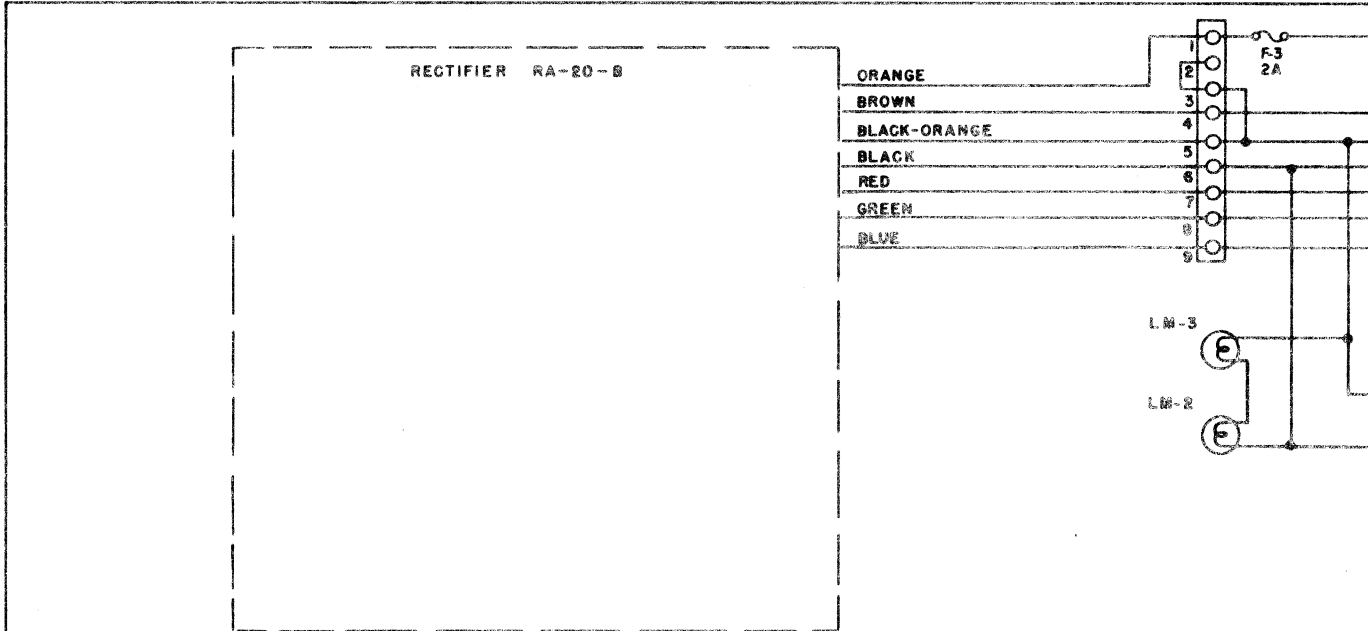 RECTIFIER RA-20-B
ORANGE
BROWN
BLACK-ORANGE
BLACK
RED
GREEN
BLUE
1
2
3
4
5
6
7
8
9
F-3
2A
LM-3
LM-2